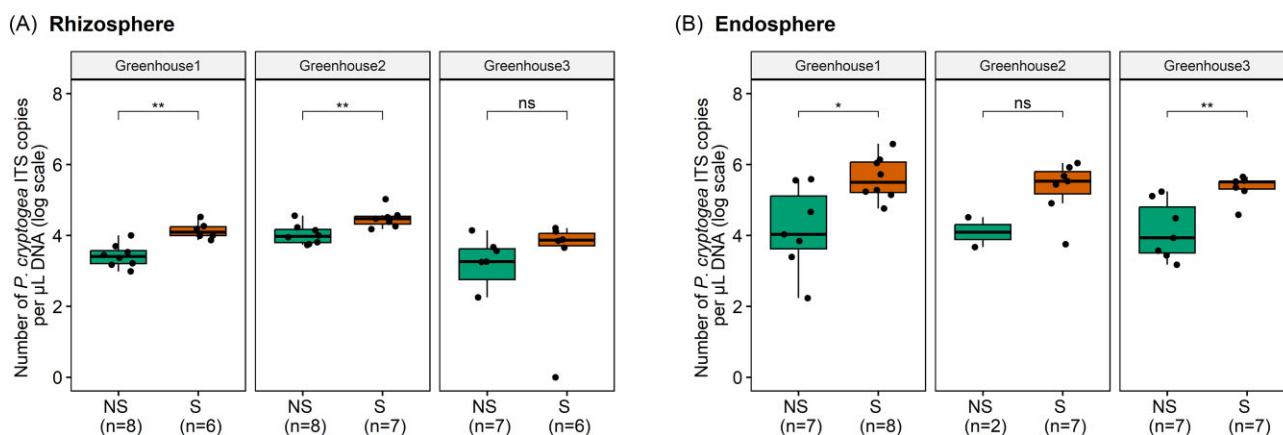 (A) Rhizosphere
Number of P. cryptogea ITS copies
per µL DNA (log scale)
8
6
4
2
0
Greenhouse1
**
NS
(n=8)
S
(n=6)
Greenhouse2
**
NS
(n=8)
S
(n=7)
Greenhouse3
ns
NS
(n=7)
S
(n=6)
(B) Endosphere
Number of P. cryptogea ITS copies
per µL DNA (log scale)
8
6
4
2
0
Greenhouse1
*
NS
(n=7)
S
(n=8)
Greenhouse2
ns
NS
(n=2)
S
(n=7)
Greenhouse3
**
NS
(n=7)
S
(n=7)